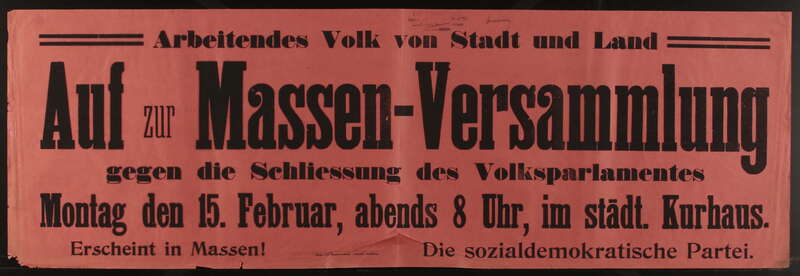 Arbeitendes Volk von Stadt und Land
Auf zur Massen-Versammlung
gegen die Schliessung des Volksparlamentes
Montag den 15. Februar, abends 8 Uhr, im städt. Kurhaus.
Erscheint in Massen! Die sozialdemokratische Partei.